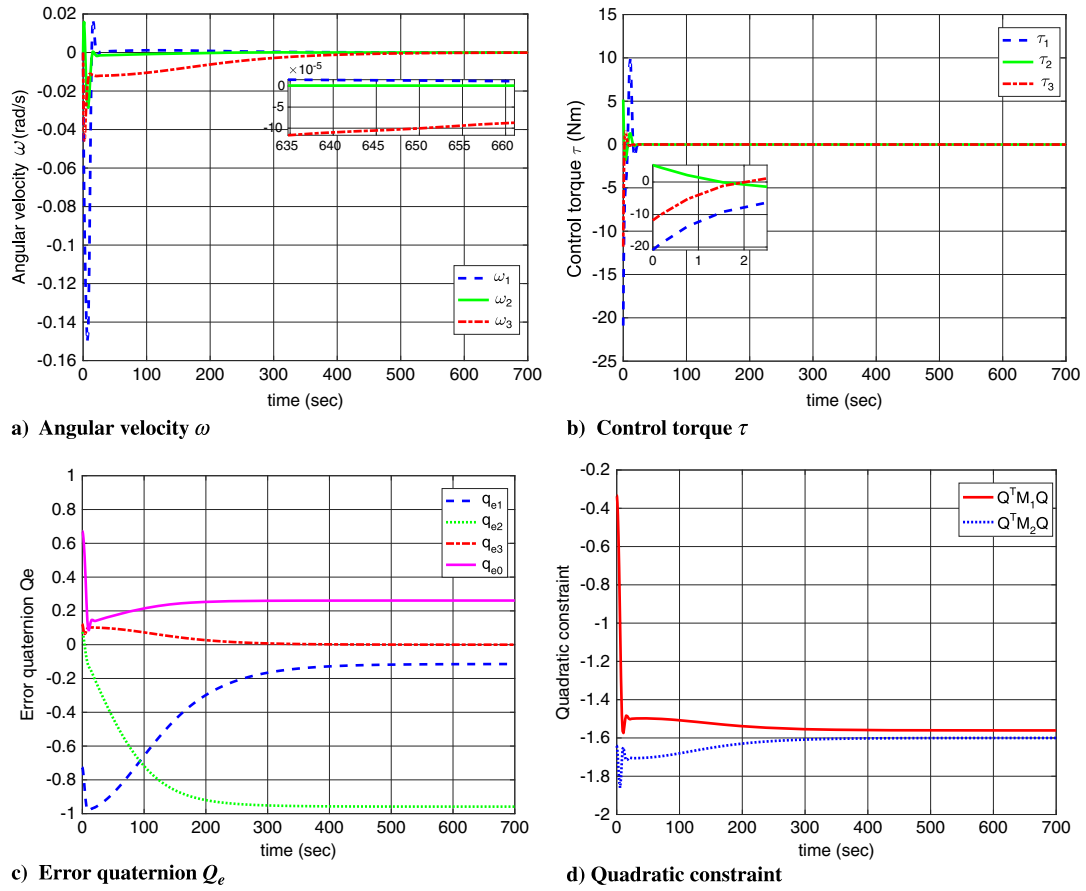 0.02
0
-0.02
-0.04
-0.06
-0.08
-0.1
-0.12
-0.14
-0.16
Angular velocity ω (rad/s)
×10⁻⁵
0
-5
-10
635 640 645 650 655 660
ω₁
ω₂
ω₃
0 100 200 300 400 500 600 700
time (sec)
a) Angular velocity ω
15
10
5
0
-5
-10
-15
-20
-25
Control torque τ (Nm)
τ₁
τ₂
τ₃
0
-10
-20
0 1 2
0 100 200 300 400 500 600 700
time (sec)
b) Control torque τ
1
0.8
0.6
0.4
0.2
0
-0.2
-0.4
-0.6
-0.8
-1
Error quaternion Qe
q_e1
q_e2
q_e3
q_e0
0 100 200 300 400 500 600 700
time (sec)
c) Error quaternion Qₑ
-0.2
-0.4
-0.6
-0.8
-1
-1.2
-1.4
-1.6
-1.8
-2
Quadratic constraint
QᵀM₁Q
QᵀM₂Q
0 100 200 300 400 500 600 700
time (sec)
d) Quadratic constraint